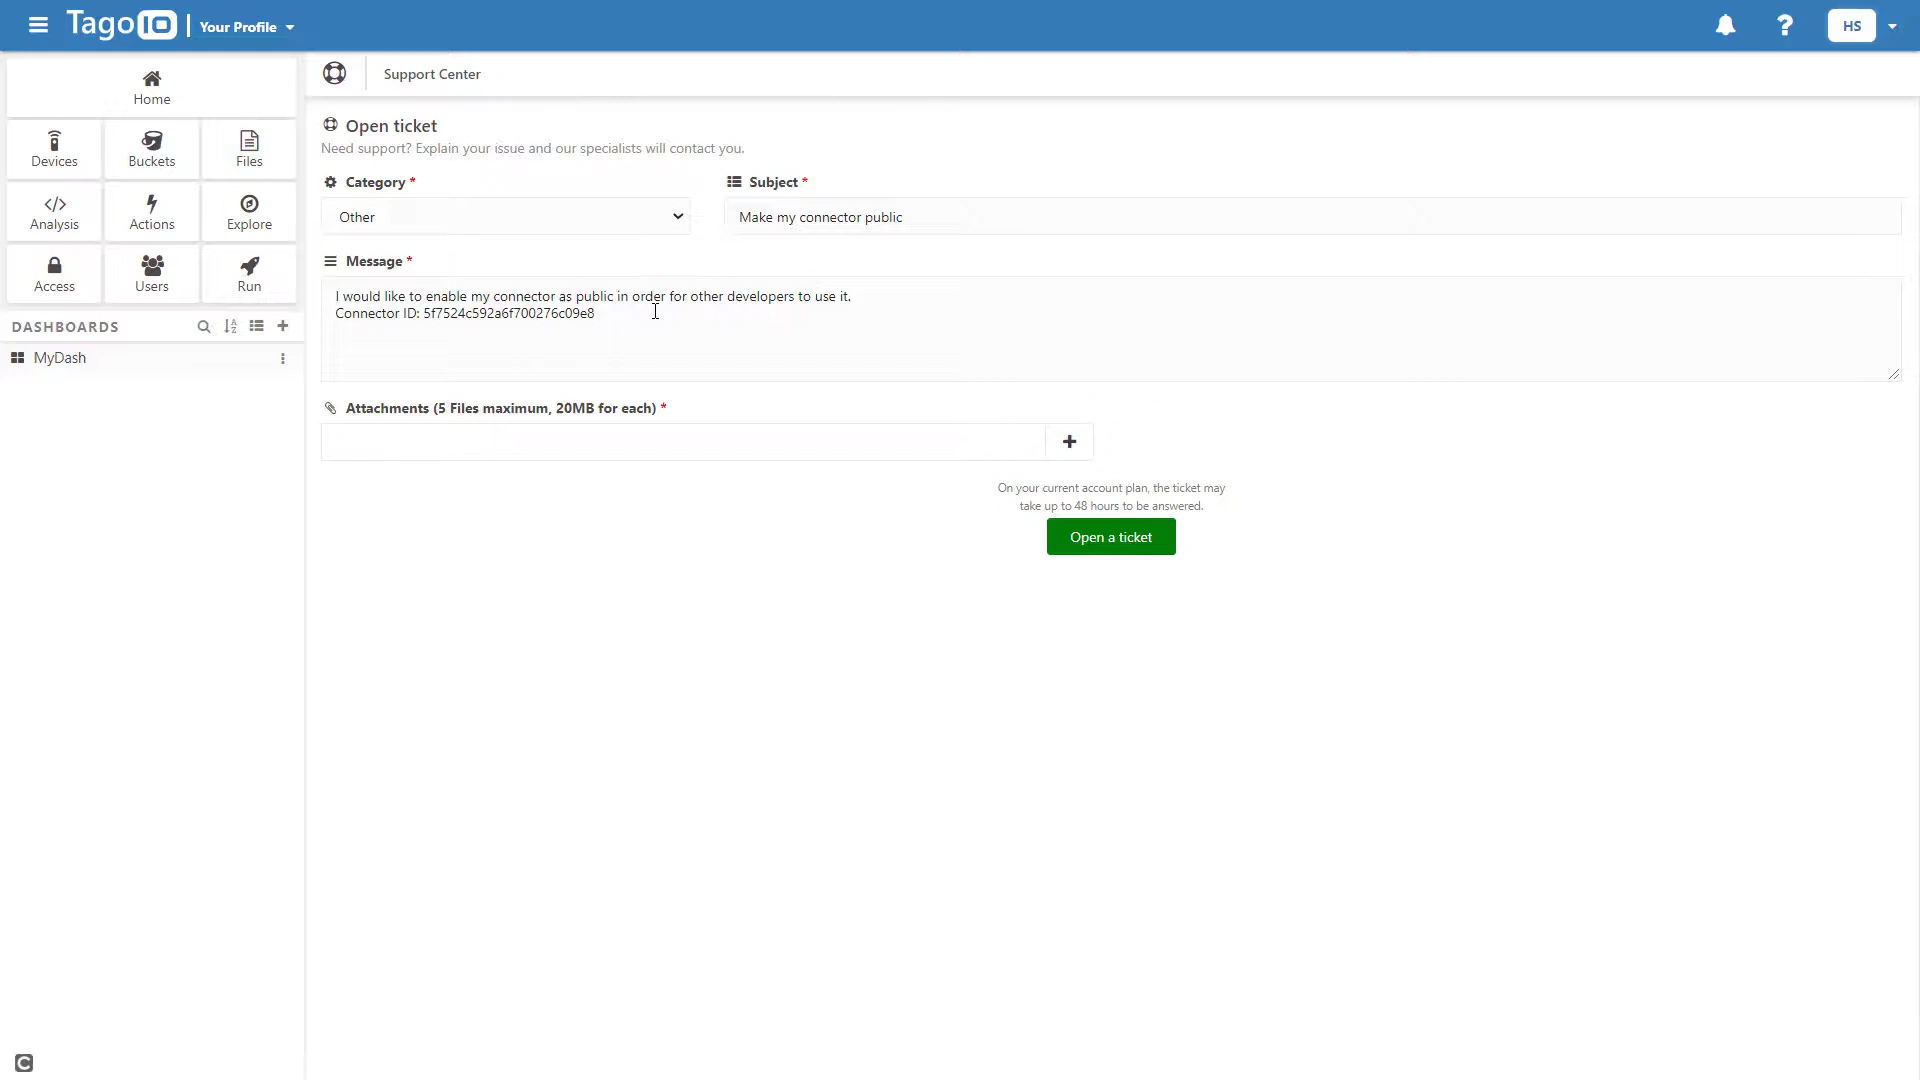 TagoIO
Your Profile
HS
Home
Devices
Buckets
Files
Analysis
Actions
Explore
Access
Users
Run
DASHBOARDS
MyDash
Support Center
Open ticket
Need support? Explain your issue and our specialists will contact you.
Category *
Subject *
Other
Make my connector public
Message *
I would like to enable my connector as public in order for other developers to use it.
Connector ID: 5f7524c592a6f700276c09e8
Attachments (5 Files maximum, 20MB for each) *
On your current account plan, the ticket may
take up to 48 hours to be answered.
Open a ticket